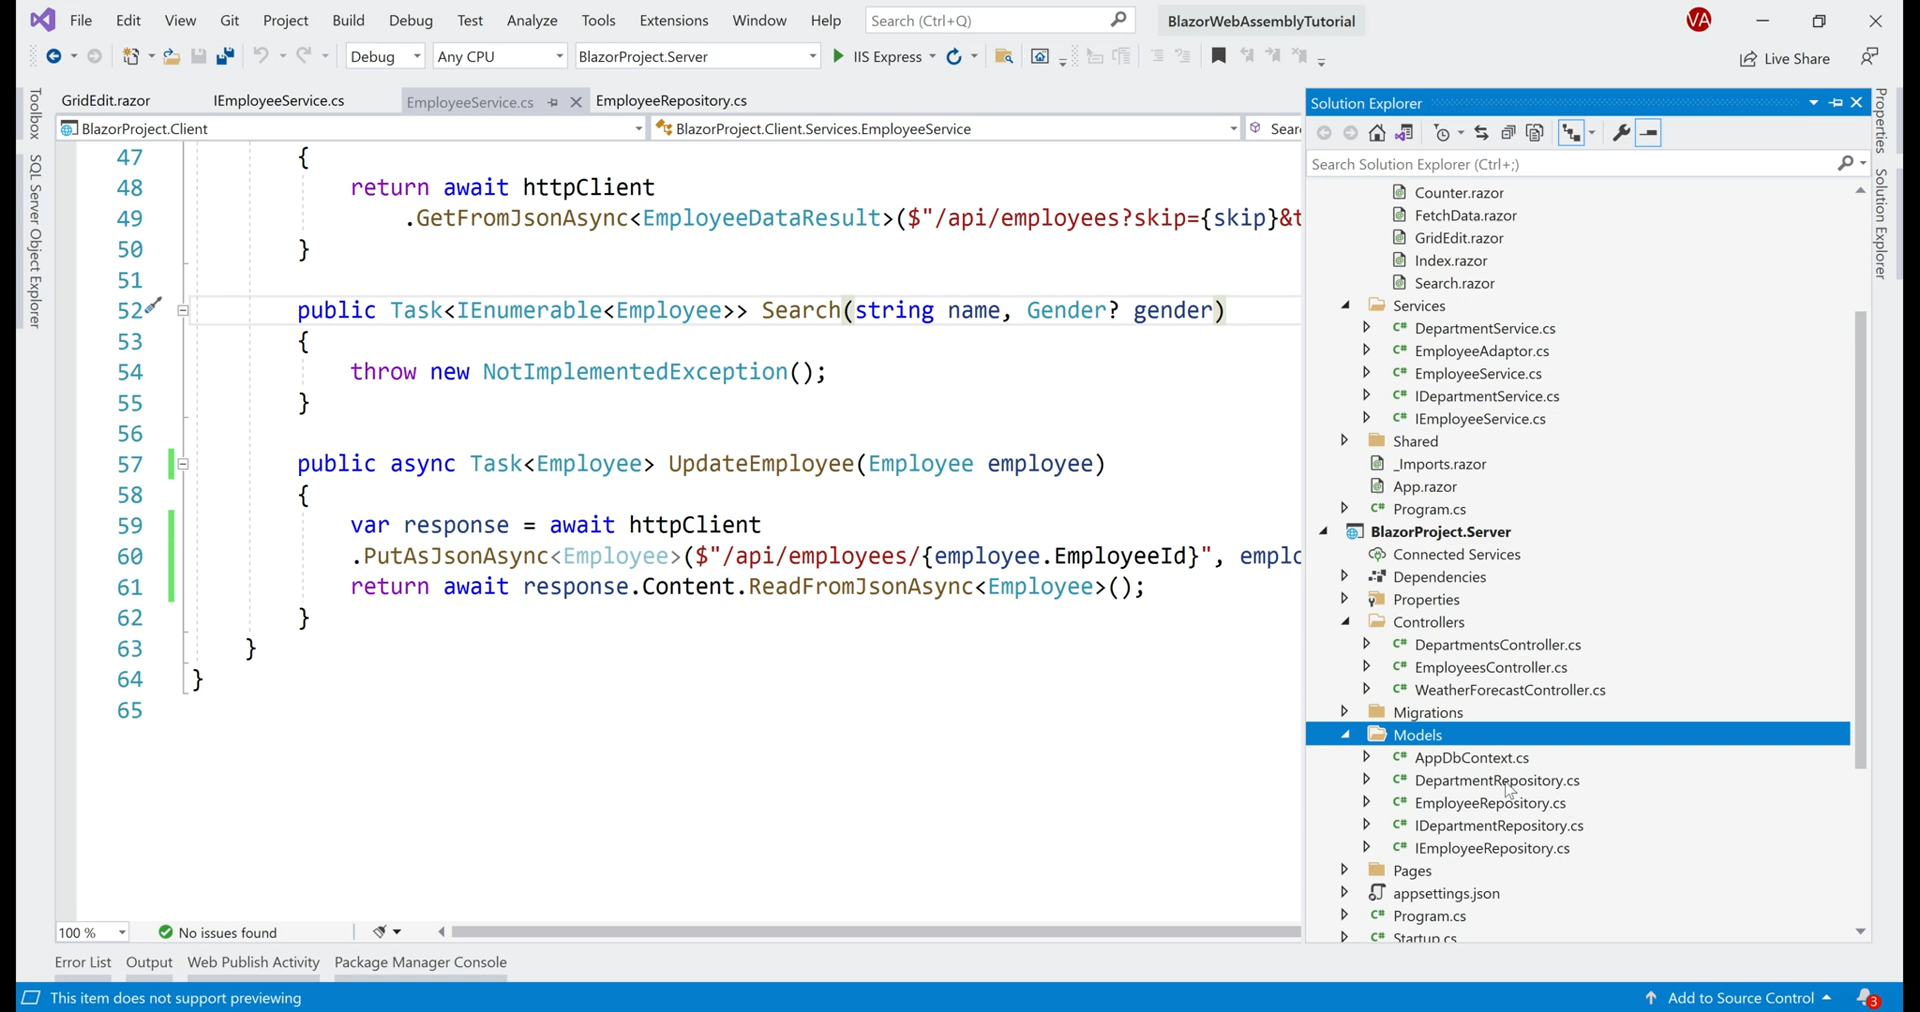 File Edit View Git Project Build Debug Test Analyze Tools Extensions Window Help Search (Ctrl+Q) BlazorWebAssemblyTutorial VA
Debug Any CPU BlazorProject.Server IIS Express Live Share
Toolbox
SQL Server Object Explorer
GridEdit.razor IEmployeeService.cs EmployeeService.cs EmployeeRepository.cs
BlazorProject.Client BlazorProject.Client.Services.EmployeeService Sear
47 {
48 return await httpClient
49 .GetFromJsonAsync<EmployeeDataResult>($"/api/employees?skip={skip}&t
50 }
51
52 public Task<IEnumerable<Employee>> Search(string name, Gender? gender)
53 {
54 throw new NotImplementedException();
55 }
56
57 public async Task<Employee> UpdateEmployee(Employee employee)
58 {
59 var response = await httpClient
60 .PutAsJsonAsync<Employee>($"/api/employees/{employee.EmployeeId}", emplo
61 return await response.Content.ReadFromJsonAsync<Employee>();
62 }
63 }
64 }
65
100 % No issues found
Solution Explorer
Search Solution Explorer (Ctrl+;)
Counter.razor
FetchData.razor
GridEdit.razor
Index.razor
Search.razor
Services
C# DepartmentService.cs
C# EmployeeAdaptor.cs
C# EmployeeService.cs
C# IDepartmentService.cs
C# IEmployeeService.cs
Shared
_Imports.razor
App.razor
C# Program.cs
BlazorProject.Server
Connected Services
Dependencies
Properties
Controllers
C# DepartmentsController.cs
C# EmployeesController.cs
C# WeatherForecastController.cs
Migrations
Models
C# AppDbContext.cs
C# DepartmentRepository.cs
C# EmployeeRepository.cs
C# IDepartmentRepository.cs
C# IEmployeeRepository.cs
Pages
appsettings.json
C# Program.cs
C# Startup.cs
Properties
Solution Explorer
Error List Output Web Publish Activity Package Manager Console
This item does not support previewing Add to Source Control 3